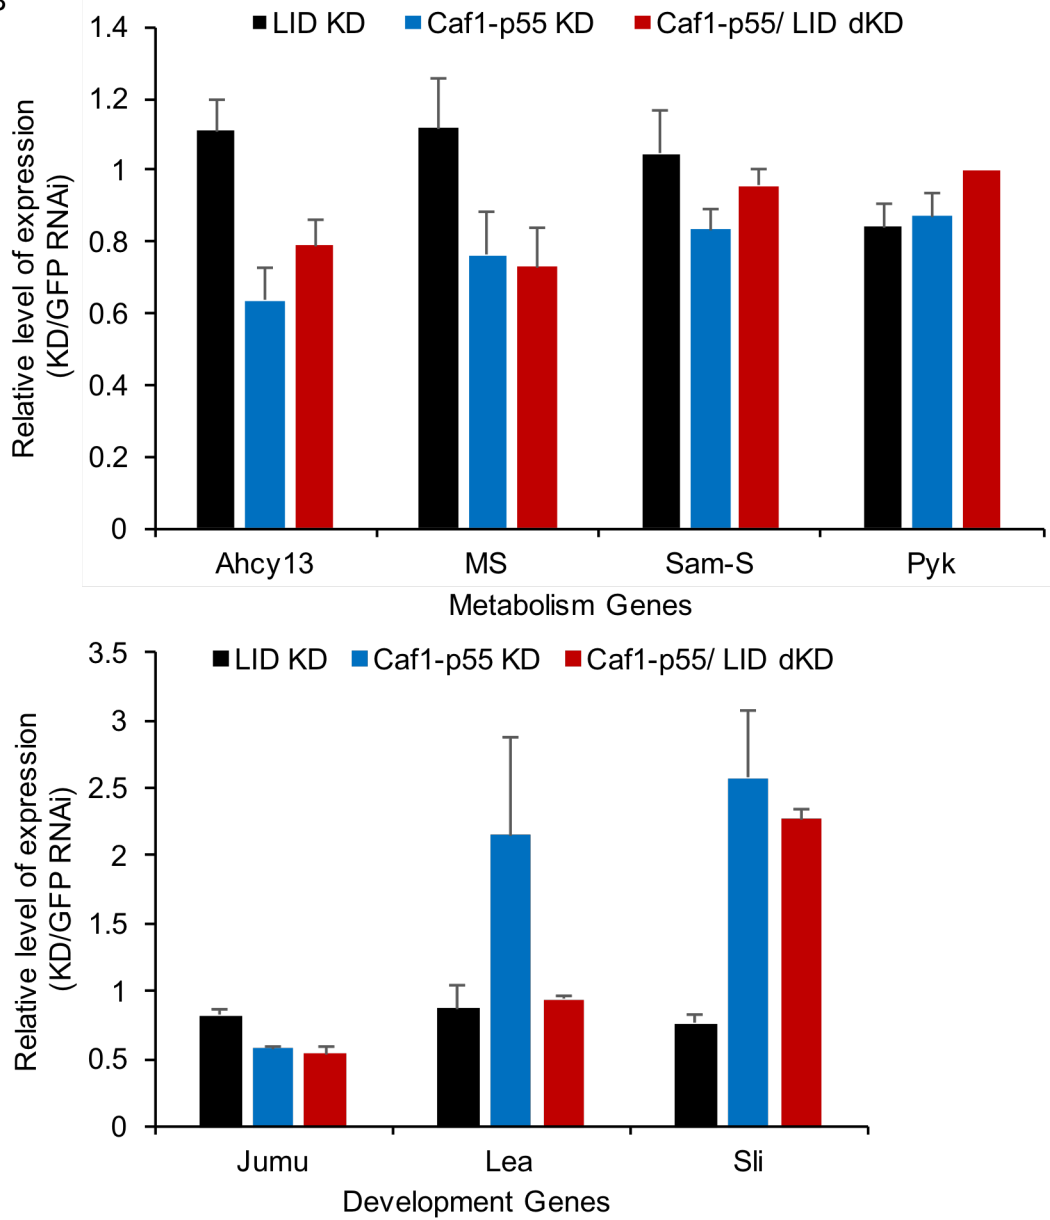 LID KD Caf1-p55 KD Caf1-p55/ LID dKD
Relative level of expression
(KD/GFP RNAi)
1.4
1.2
1
0.8
0.6
0.4
0.2
0
Ahcy13 MS Sam-S Pyk
Metabolism Genes
LID KD Caf1-p55 KD Caf1-p55/ LID dKD
Relative level of expression
(KD/GFP RNAi)
3.5
3
2.5
2
1.5
1
0.5
0
Jumu Lea Sli
Development Genes